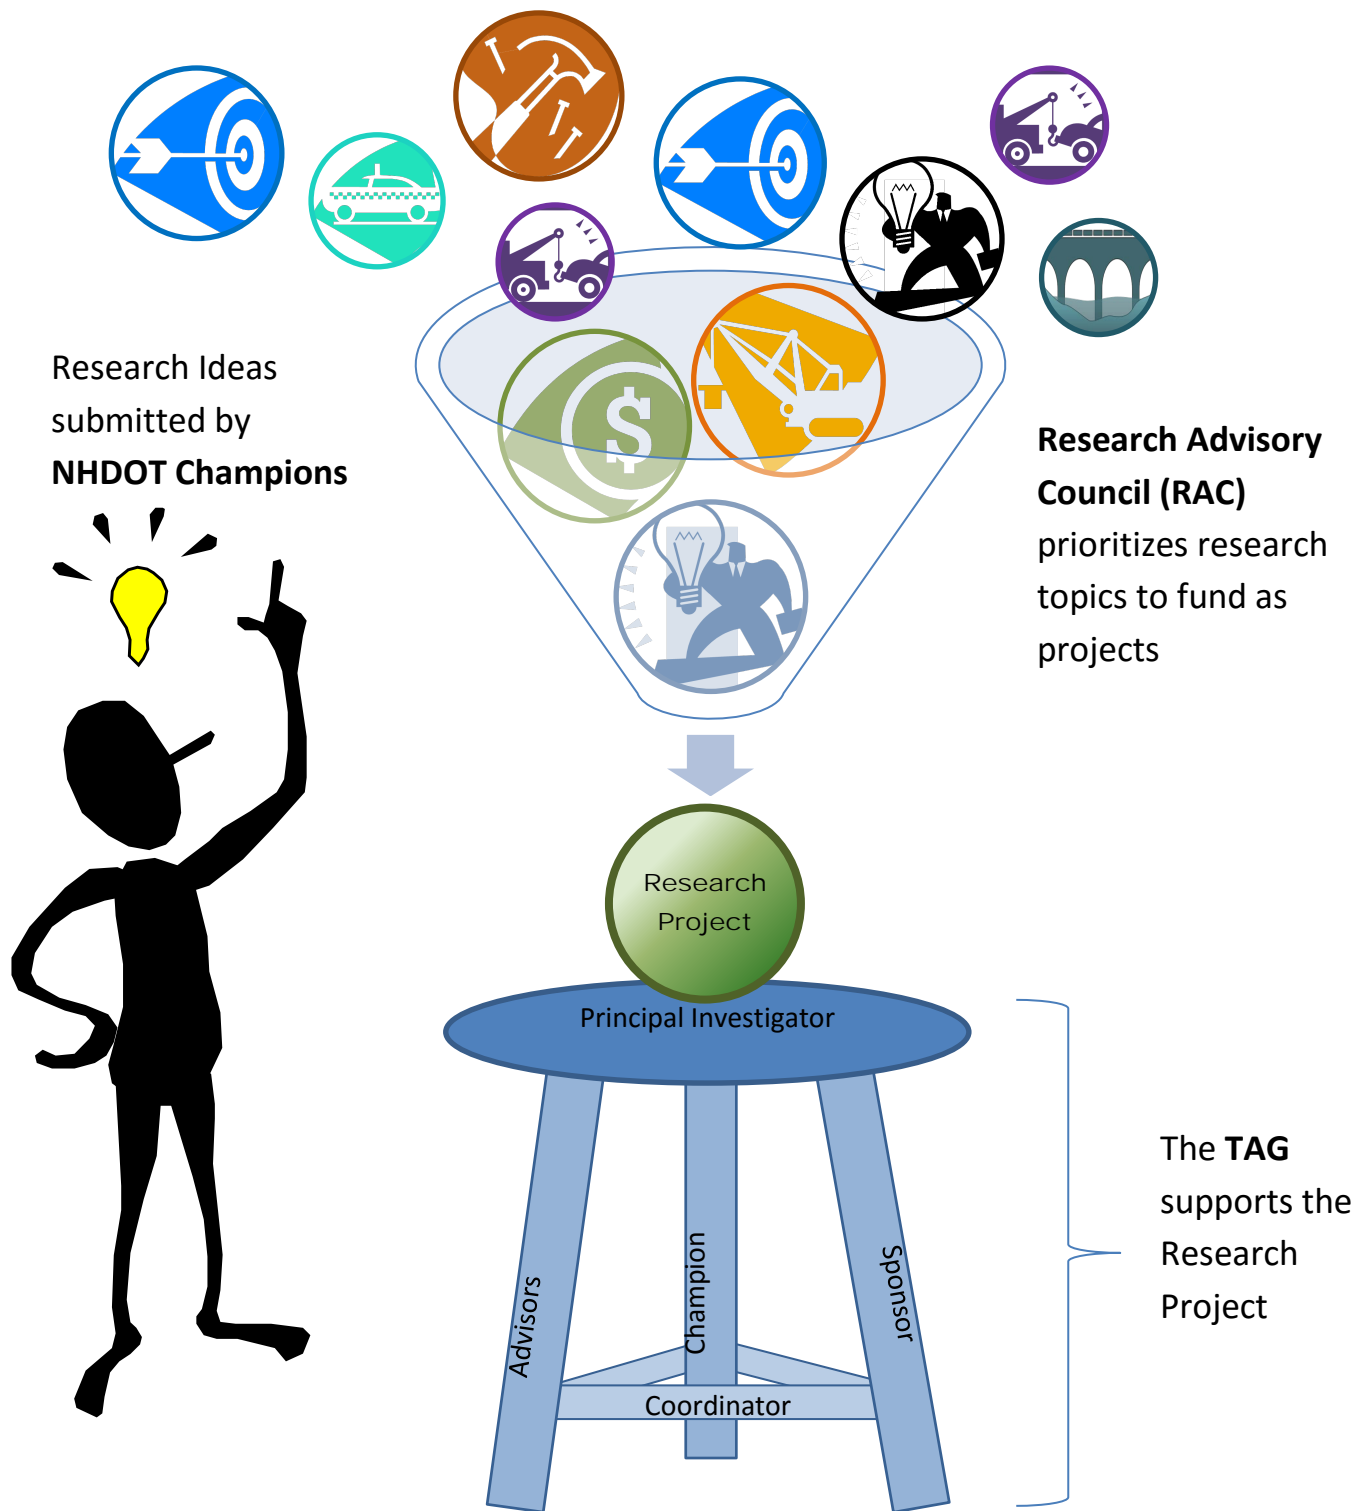 Research Ideas
submitted by
NHDOT Champions
Research Advisory
Council (RAC)
prioritizes research
topics to fund as
projects
$
Research
Project
Principal Investigator
Advisors
Champion
Sponsor
Coordinator
The TAG
supports the
Research
Project